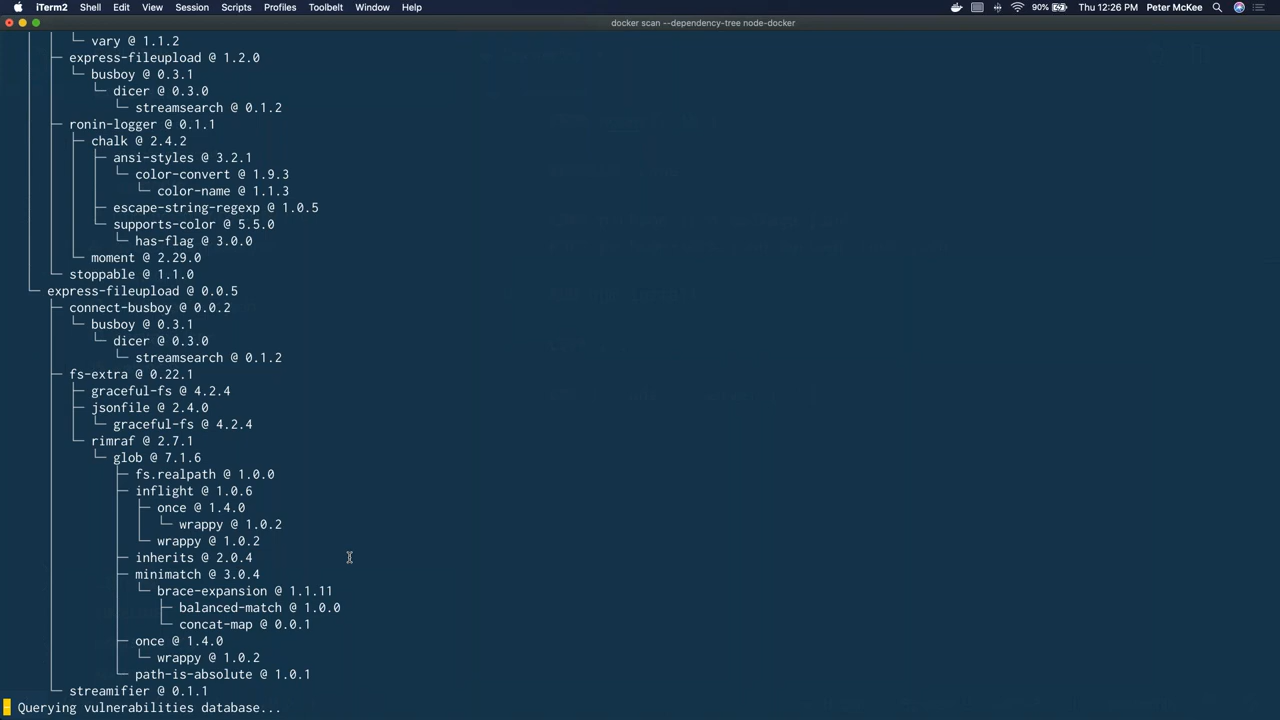 iTerm2 Shell Edit View Session Scripts Profiles Toolbelt Window Help 90% Thu 12:26 PM Peter McKee
docker scan --dependency-tree node-docker
└─ vary @ 1.1.2
├─ express-fileupload @ 1.2.0
└─ busboy @ 0.3.1
└─ dicer @ 0.3.0
└─ streamsearch @ 0.1.2
├─ ronin-logger @ 0.1.1
├─ chalk @ 2.4.2
├─ ansi-styles @ 3.2.1
└─ color-convert @ 1.9.3
└─ color-name @ 1.1.3
├─ escape-string-regexp @ 1.0.5
└─ supports-color @ 5.5.0
└─ has-flag @ 3.0.0
└─ moment @ 2.29.0
└─ stoppable @ 1.1.0
└─ express-fileupload @ 0.0.5
├─ connect-busboy @ 0.0.2
└─ busboy @ 0.3.1
└─ dicer @ 0.3.0
└─ streamsearch @ 0.1.2
├─ fs-extra @ 0.22.1
├─ graceful-fs @ 4.2.4
├─ jsonfile @ 2.4.0
└─ graceful-fs @ 4.2.4
└─ rimraf @ 2.7.1
└─ glob @ 7.1.6
├─ fs.realpath @ 1.0.0
├─ inflight @ 1.0.6
├─ once @ 1.4.0
└─ wrappy @ 1.0.2
└─ wrappy @ 1.0.2
├─ inherits @ 2.0.4
├─ minimatch @ 3.0.4
└─ brace-expansion @ 1.1.11
├─ balanced-match @ 1.0.0
└─ concat-map @ 0.0.1
├─ once @ 1.4.0
└─ wrappy @ 1.0.2
└─ path-is-absolute @ 1.0.1
└─ streamifier @ 0.1.1
Querying vulnerabilities database...